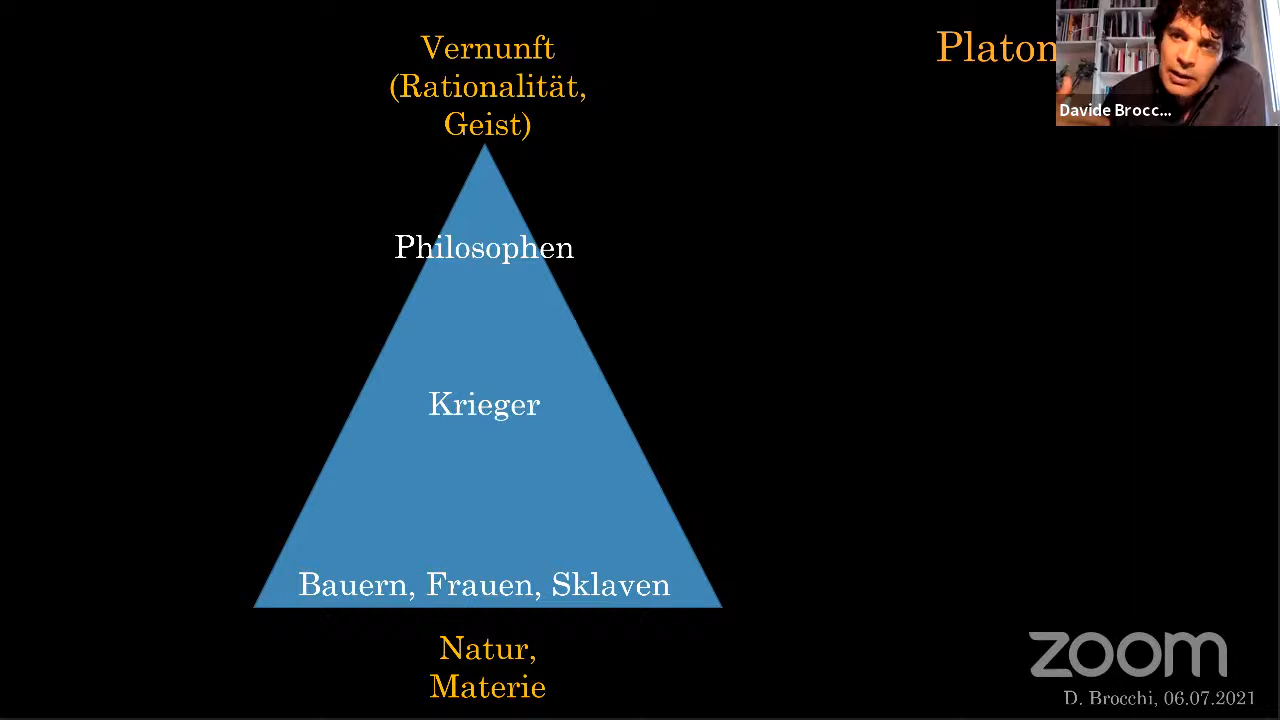 Vernunft
(Rationalität,
Geist)
Platon
Davide Brocc...
Philosophen
Krieger
Bauern, Frauen, Sklaven
Natur,
Materie
zoom
D. Brocchi, 06.07.2021